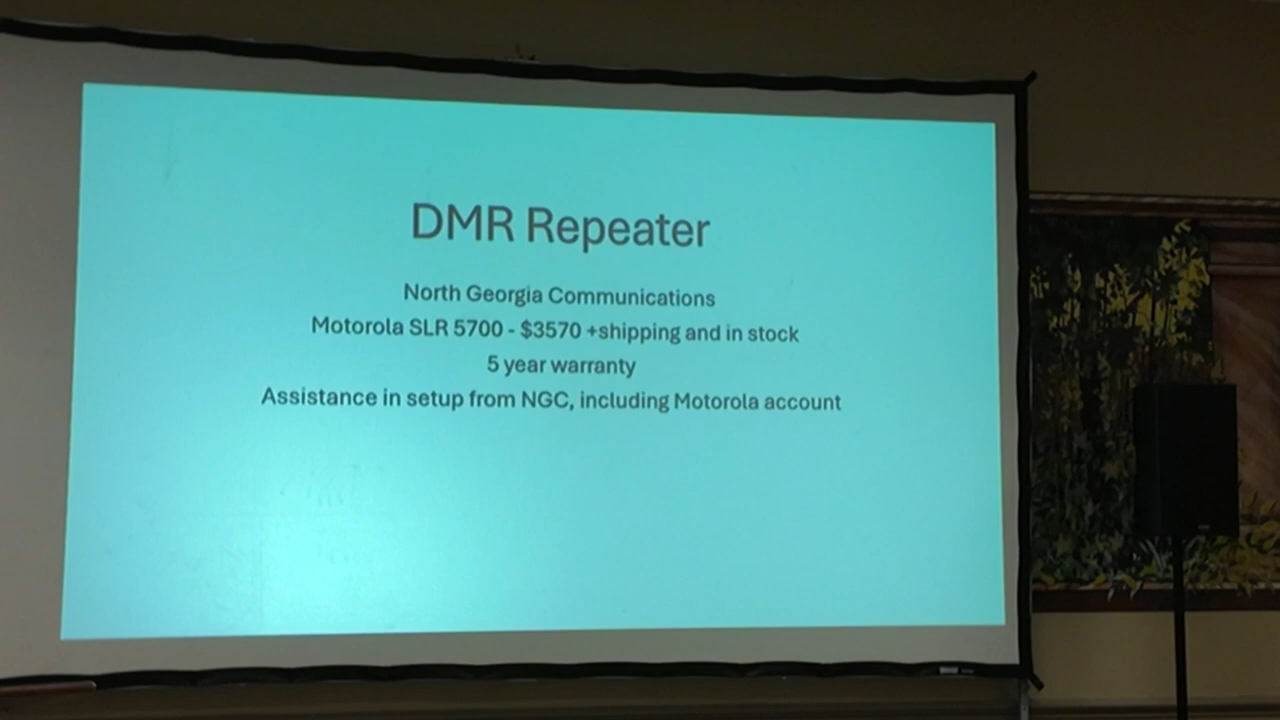 DMR Repeater
North Georgia Communications
Motorola SLR 5700 - $3570 +shipping and in stock
5 year warranty
Assistance in setup from NGC, including Motorola account